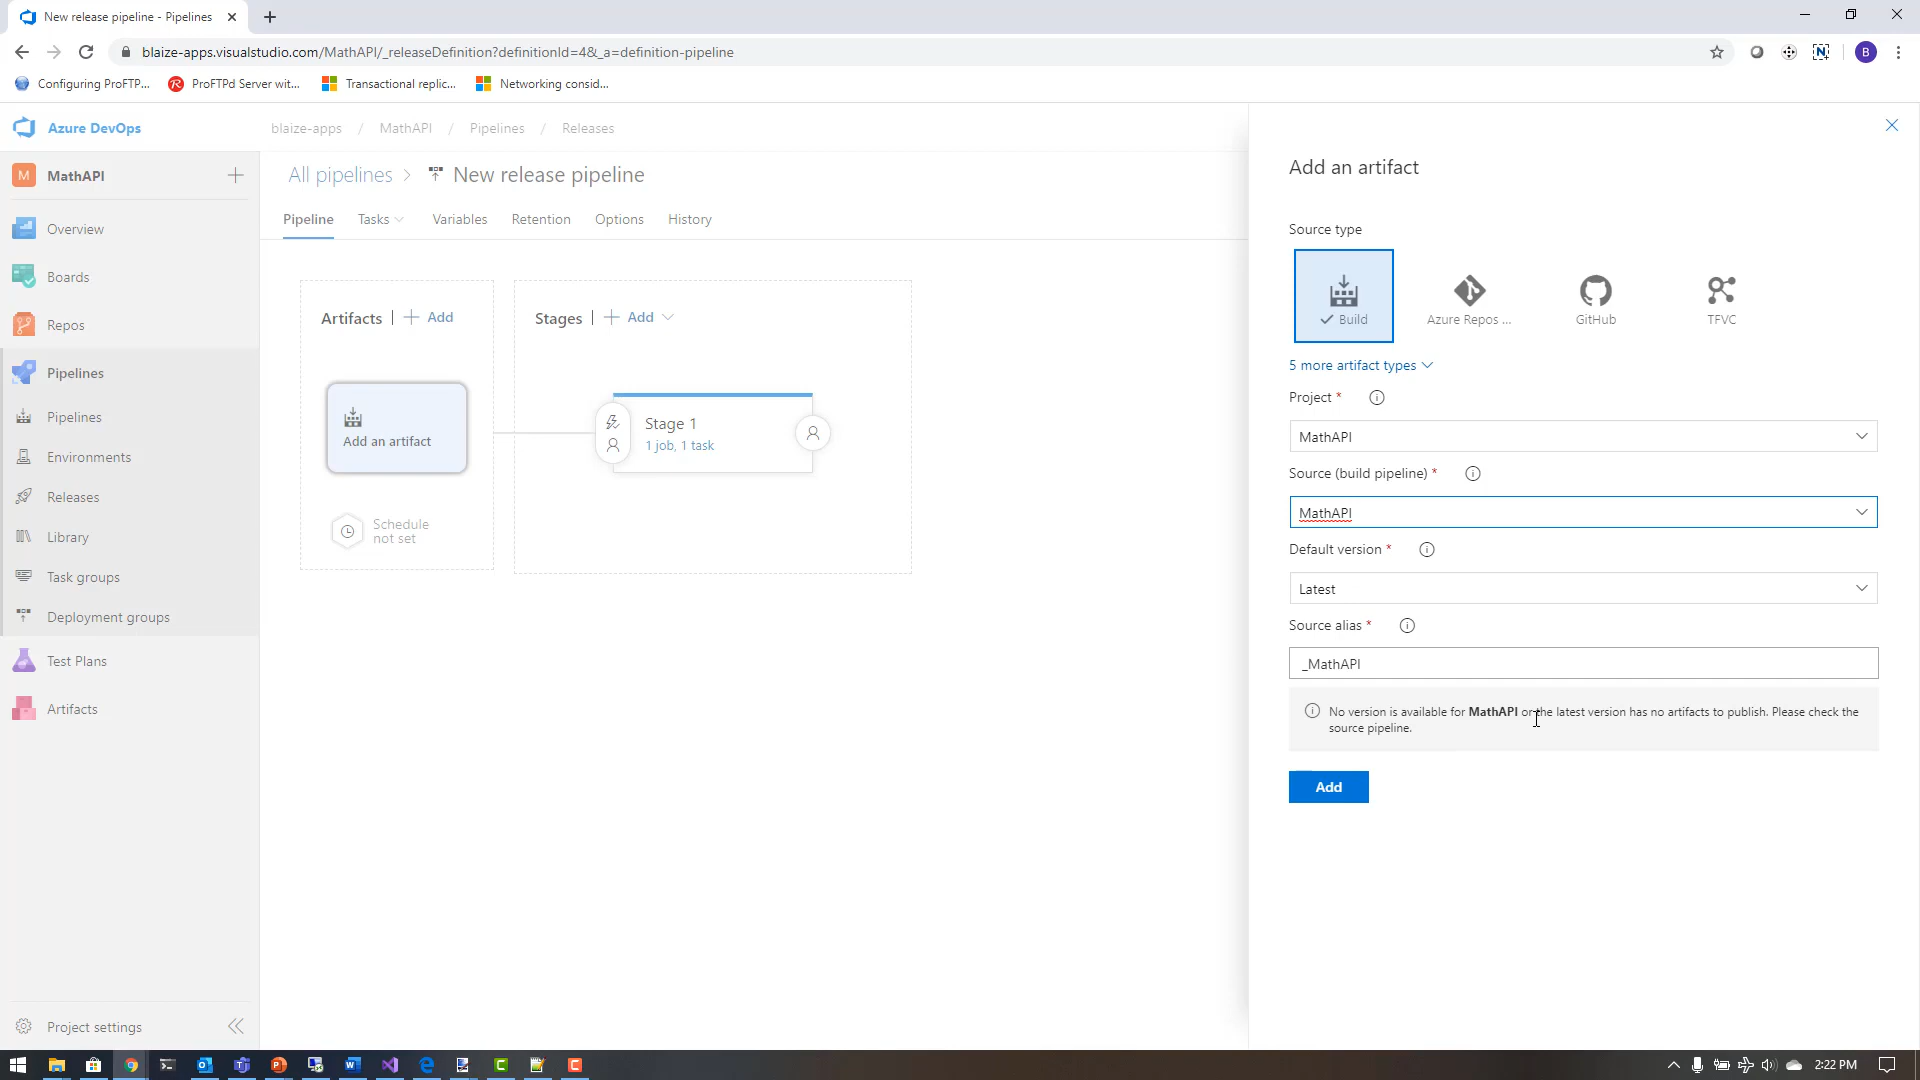 New release pipeline - Pipelines
blaize-apps.visualstudio.com/MathAPI/_releaseDefinition?definitionId=4&_a=definition-pipeline
B
Configuring ProFTP...
ProFTPd Server wit...
Transactional replic...
Networking consid...
Azure DevOps
blaize-apps / MathAPI / Pipelines / Releases
M MathAPI
Overview
Boards
Repos
Pipelines
Pipelines
Environments
Releases
Library
Task groups
Deployment groups
Test Plans
Artifacts
Project settings
All pipelines > New release pipeline
Pipeline Tasks Variables Retention Options History
Artifacts | + Add
Add an artifact
Schedule
not set
Stages | + Add
Stage 1
1 job, 1 task
Add an artifact
Source type
Build
Azure Repos ...
GitHub
TFVC
5 more artifact types
Project *
MathAPI
Source (build pipeline) *
MathAPI
Default version *
Latest
Source alias *
_MathAPI
No version is available for MathAPI or the latest version has no artifacts to publish. Please check the
source pipeline.
Add
2:22 PM